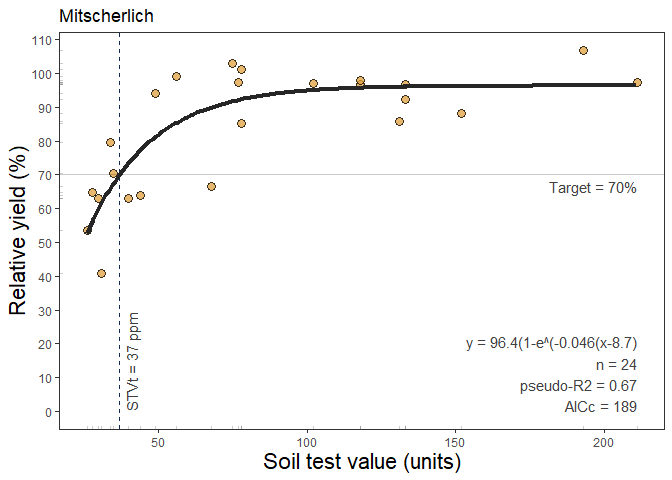 Mitscherlich
110
100
90
80
70
60
50
40
30
20
10
0
Relative yield (%)
Target = 70%
STVt = 37 ppm
y = 96.4(1-e^(-0.046(x-8.7)
n = 24
pseudo-R2 = 0.67
AICc = 189
50
100
150
200
Soil test value (units)